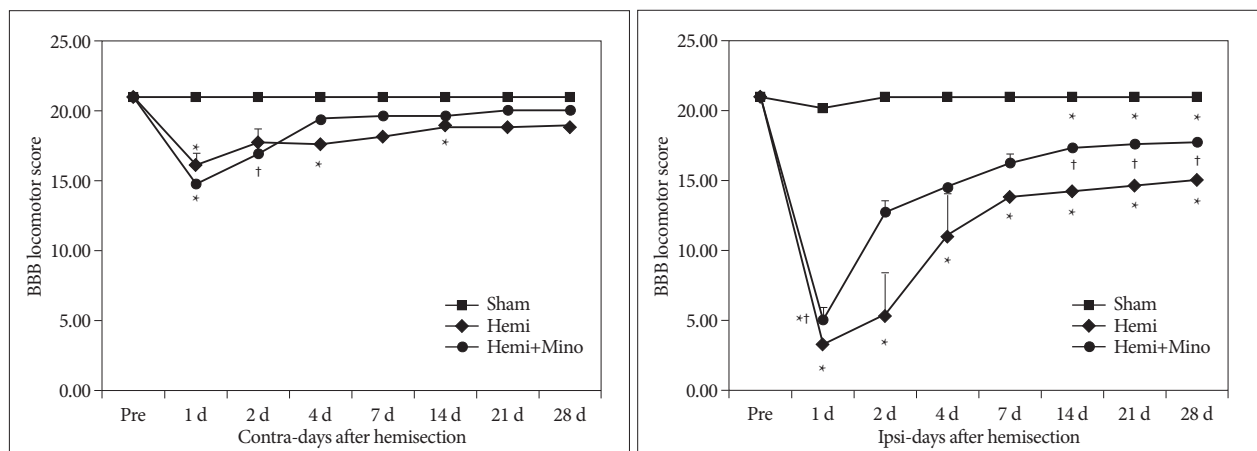 25.00
20.00
15.00
10.00
5.00
0.00
BBB locomotor score
* * * † * *
Sham
Hemi
Hemi+Mino
Pre 1 d 2 d 4 d 7 d 14 d 21 d 28 d
Contra-days after hemisection
25.00
20.00
15.00
10.00
5.00
0.00
BBB locomotor score
* * *
† † †
* * * * *
*†
* *
Sham
Hemi
Hemi+Mino
Pre 1 d 2 d 4 d 7 d 14 d 21 d 28 d
Ipsi-days after hemisection